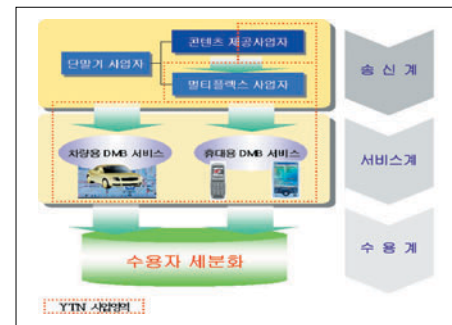 콘텐츠 제공사업자
단말기 사업자
멀티플렉스 사업자
송 신 계
차량용 DMB 서비스
휴대용 DMB 서비스
서비스계
수용자 세분화
수 용 계
YTN 사업영역